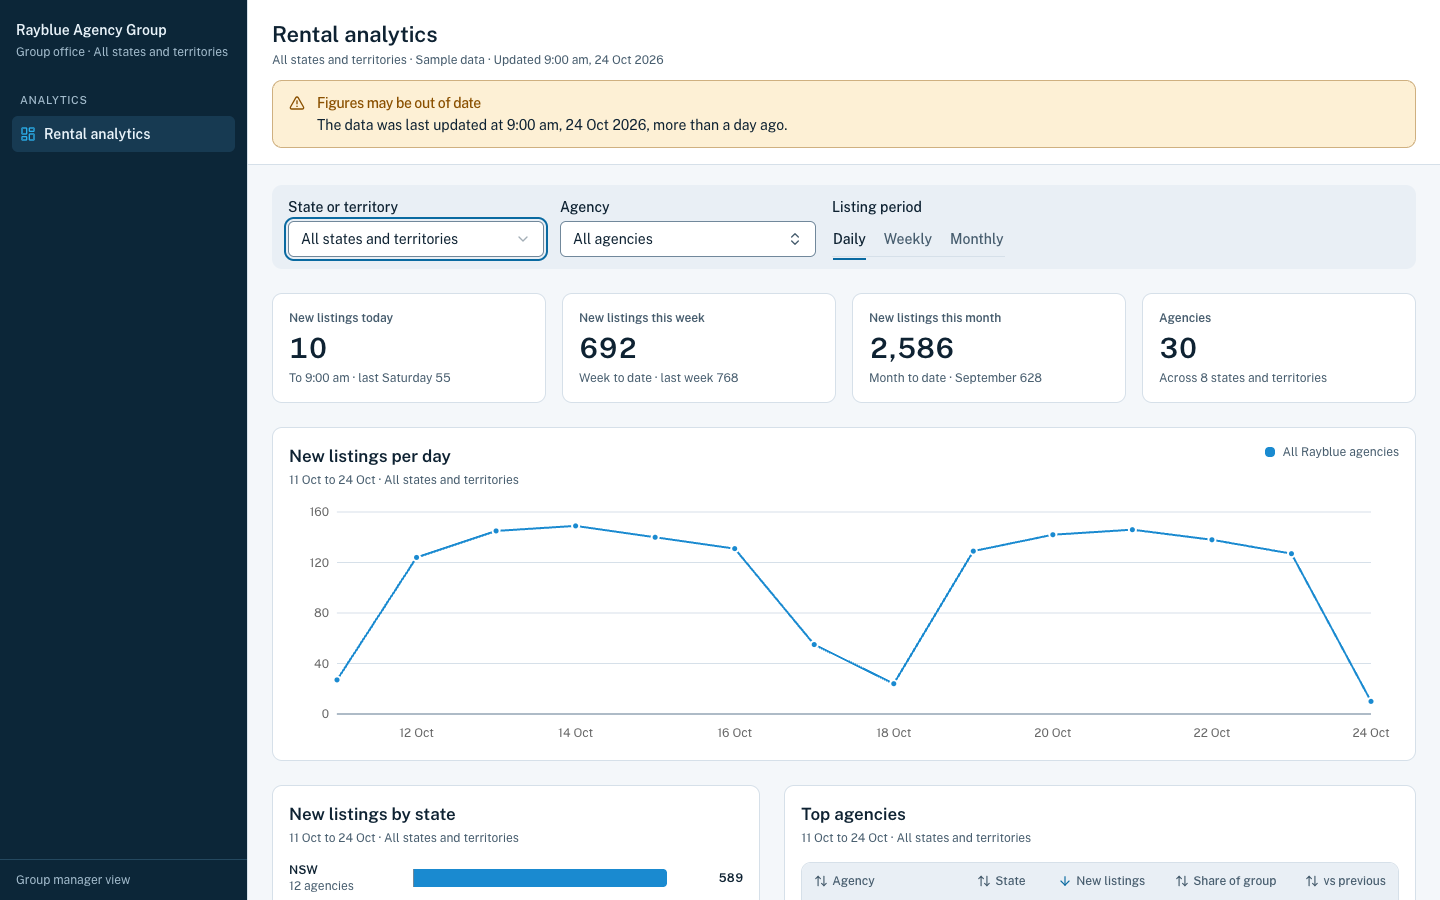 Rayblue Agency Group
Group office · All states and territories
ANALYTICS
Rental analytics
Group manager view
Rental analytics
All states and territories · Sample data · Updated 9:00 am, 24 Oct 2026
Figures may be out of date
The data was last updated at 9:00 am, 24 Oct 2026, more than a day ago.
State or territory
All states and territories
Agency
All agencies
Listing period
Daily Weekly Monthly
New listings today
10
To 9:00 am · last Saturday 55
New listings this week
692
Week to date · last week 768
New listings this month
2,586
Month to date · September 628
Agencies
30
Across 8 states and territories
New listings per day
11 Oct to 24 Oct · All states and territories
All Rayblue agencies
160
120
80
40
0
12 Oct 14 Oct 16 Oct 18 Oct 20 Oct 22 Oct 24 Oct
New listings by state
11 Oct to 24 Oct · All states and territories
NSW
12 agencies
589
Top agencies
11 Oct to 24 Oct · All states and territories
Agency State New listings Share of group vs previous